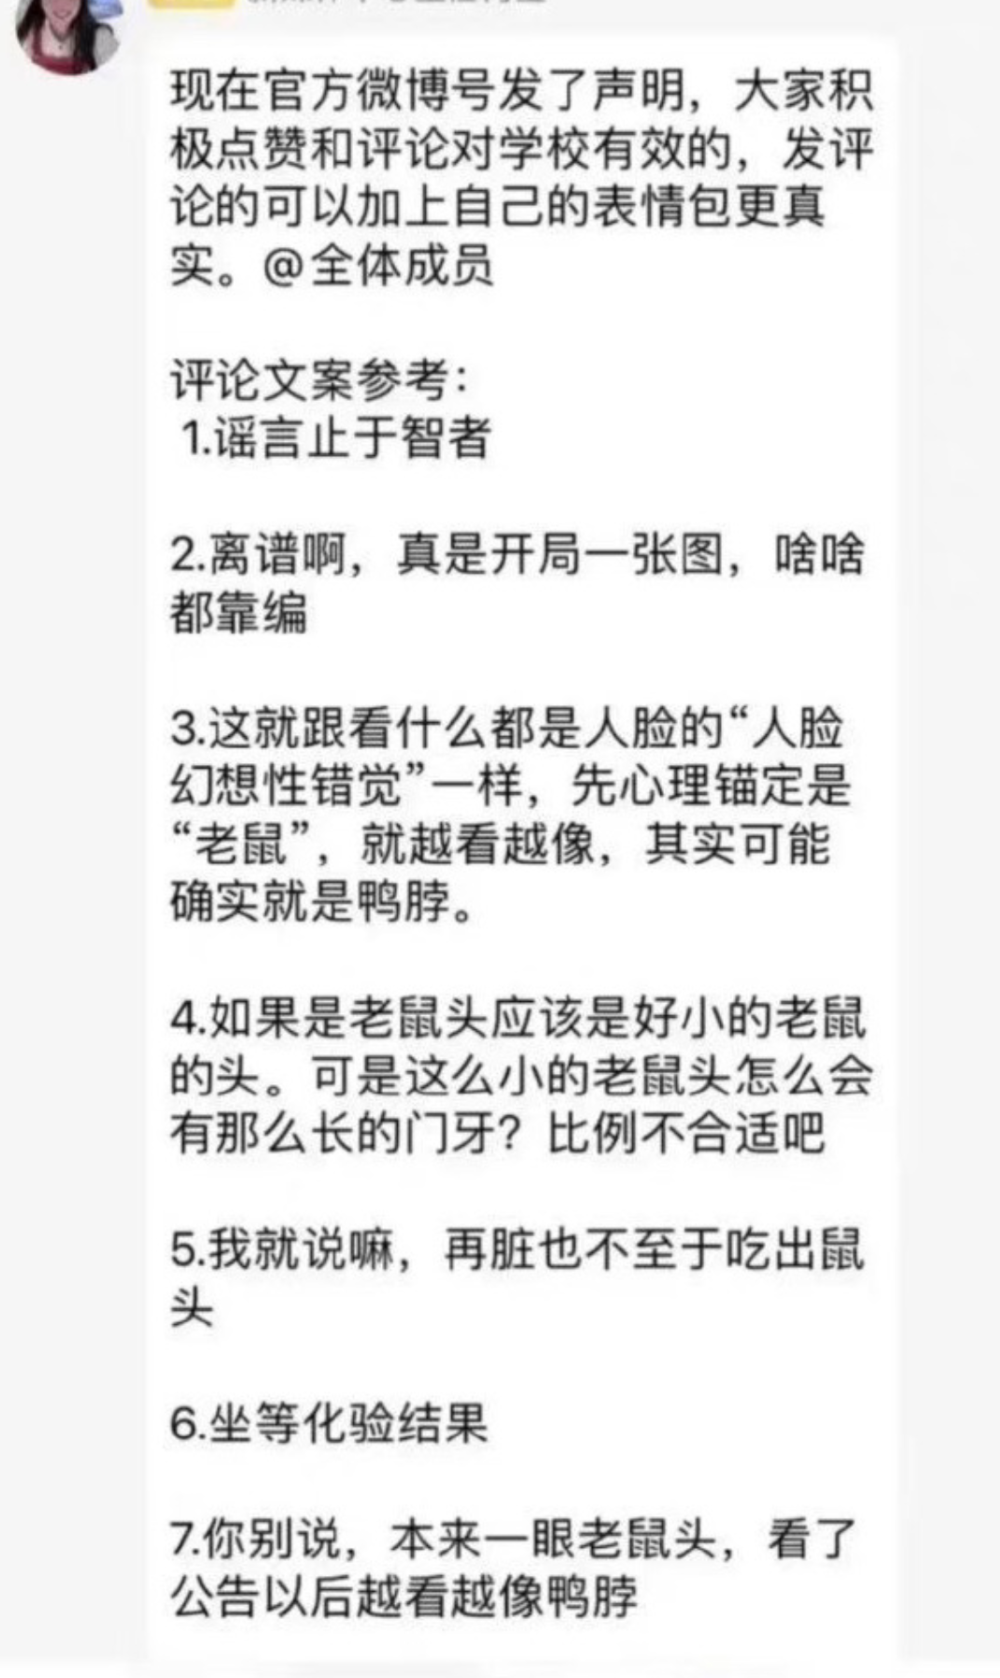 现在官方微博号发了声明，大家积
极点赞和评论对学校有效的，发评
论的可以加上自己的表情包更真
实。@全体成员
评论文案参考：
1.谣言止于智者
2.离谱啊，真是开局一张图，啥啥
都靠编
3.这就跟看什么都是人脸的“人脸
幻想性错觉”一样，先心理锚定是
“老鼠”，就越看越像，其实可能
确实就是鸭脖。
4.如果是老鼠头应该是好小的老鼠
的头。可是这么小的老鼠头怎么会
有那么长的门牙？比例不合适吧
5.我就说嘛，再脏也不至于吃出鼠
头
6.坐等化验结果
7.你别说，本来一眼老鼠头，看了
公告以后越看越像鸭脖